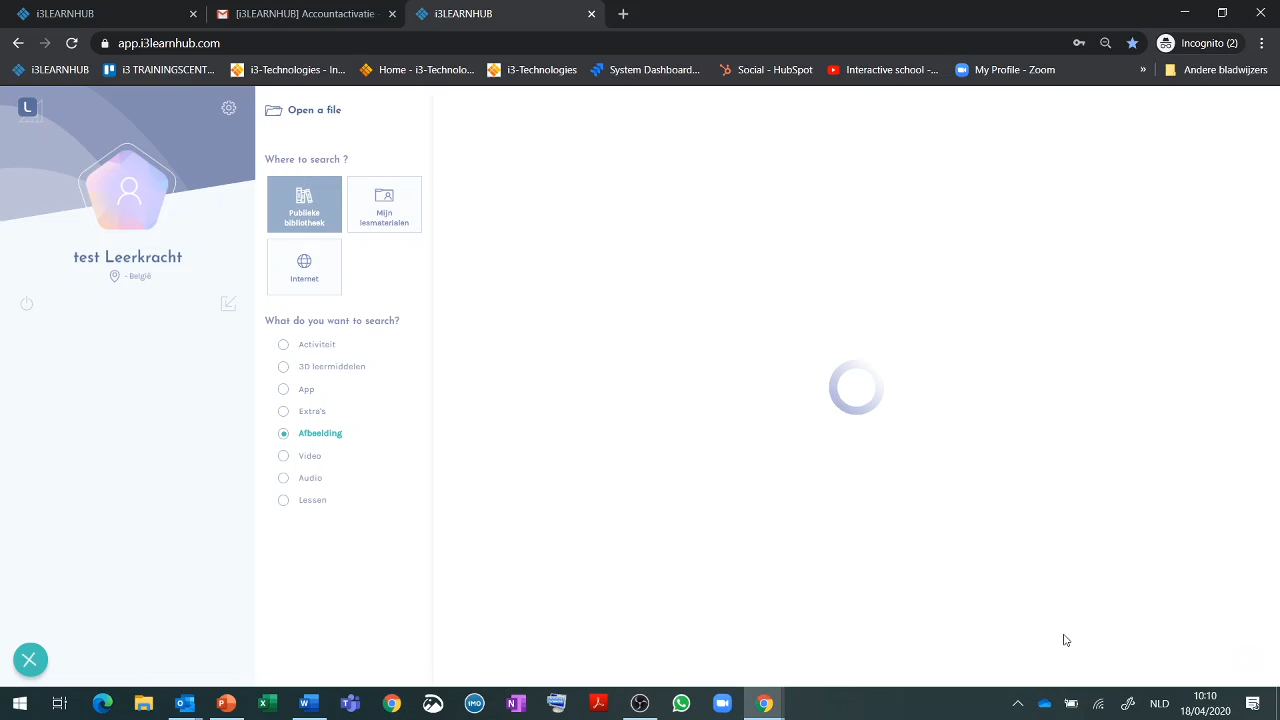 i3LEARNHUB
[i3LEARNHUB] Accountactivatie -
i3LEARNHUB
app.i3learnhub.com
Incognito (2)
i3LEARNHUB
i3-TRAININGSCENT...
i3-Technologies - In...
Home - i3-Technolo...
i3-Technologies
System Dashboard...
Social - HubSpot
Interactive school -...
My Profile - Zoom
»
Andere bladwijzers
L
Open a file
Where to search ?
Publieke
bibliotheek
Mijn
lesmaterialen
Internet
test Leerkracht
- België
What do you want to search?
Activiteit
3D leermiddelen
App
Extra's
Afbeelding
Video
Audio
Lessen
IMO
NLD
10:10
18/04/2020